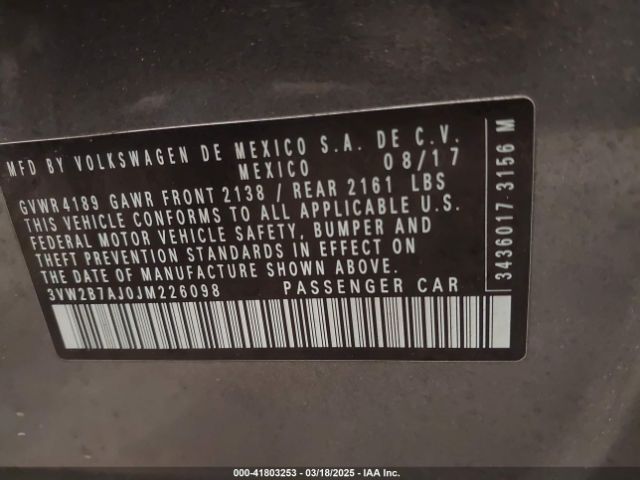 MFD BY VOLKSWAGEN DE MEXICO S.A. DE C.V.
MEXICO 08/17
GVWR 4189 GAWR FRONT 2138 / REAR 2161 LBS
THIS VEHICLE CONFORMS TO ALL APPLICABLE U.S.
FEDERAL MOTOR VEHICLE SAFETY, BUMPER AND
THEFT PREVENTION STANDARDS IN EFFECT ON
THE DATE OF MANUFACTURE SHOWN ABOVE.
3VW2B7AJ0JM226098 PASSENGER CAR
3436017 3156 M
000-41803253 - 03/18/2025 - IAA Inc.